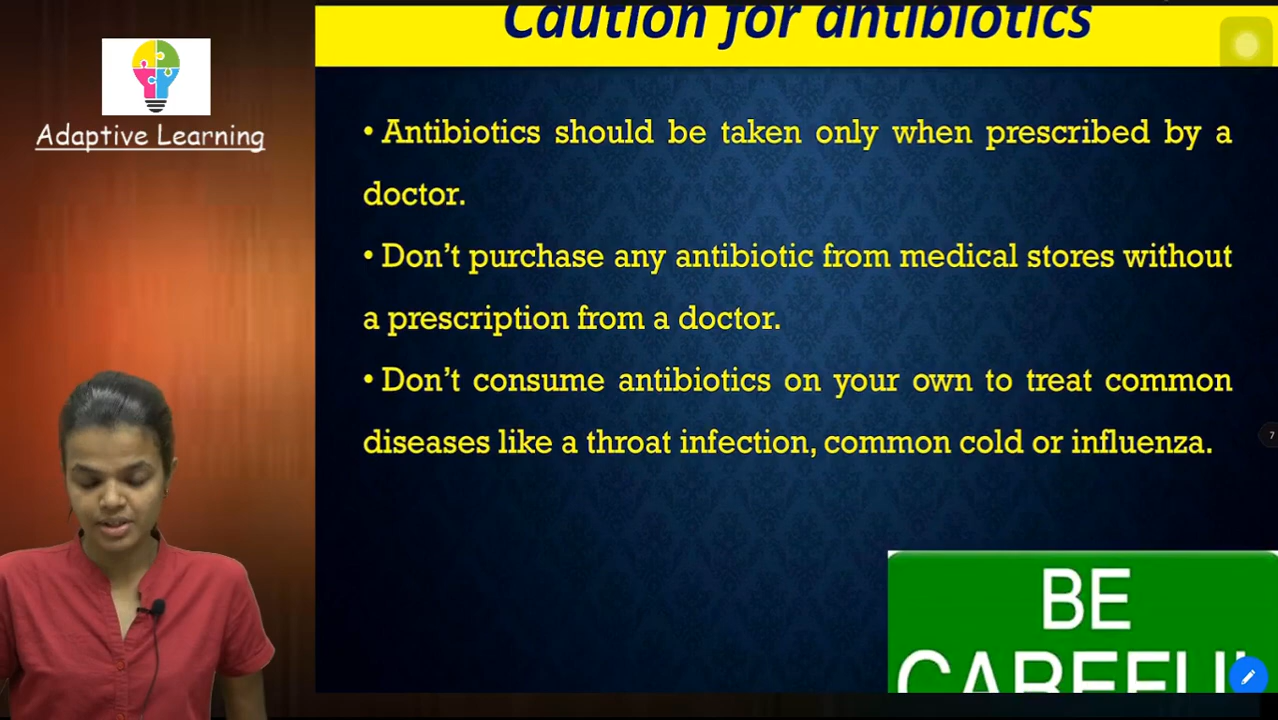 Caution for antibiotics
Adaptive Learning
• Antibiotics should be taken only when prescribed by a
doctor.
• Don't purchase any antibiotic from medical stores without
a prescription from a doctor.
• Don't consume antibiotics on your own to treat common
diseases like a throat infection, common cold or influenza.
7
BE
CAREFUL